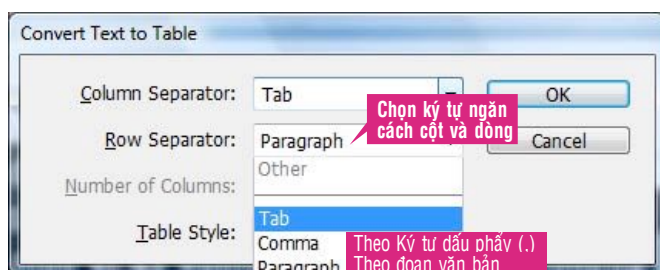 Convert Text to Table
Column Separator: Tab OK
Chọn ký tự ngăn
cách cột và dòng
Row Separator: Paragraph Cancel
Number of Columns: Other
Table Style: Tab
Comma Theo Ký tự dấu phẩy (.)
Paragraph Theo đoạn văn bản